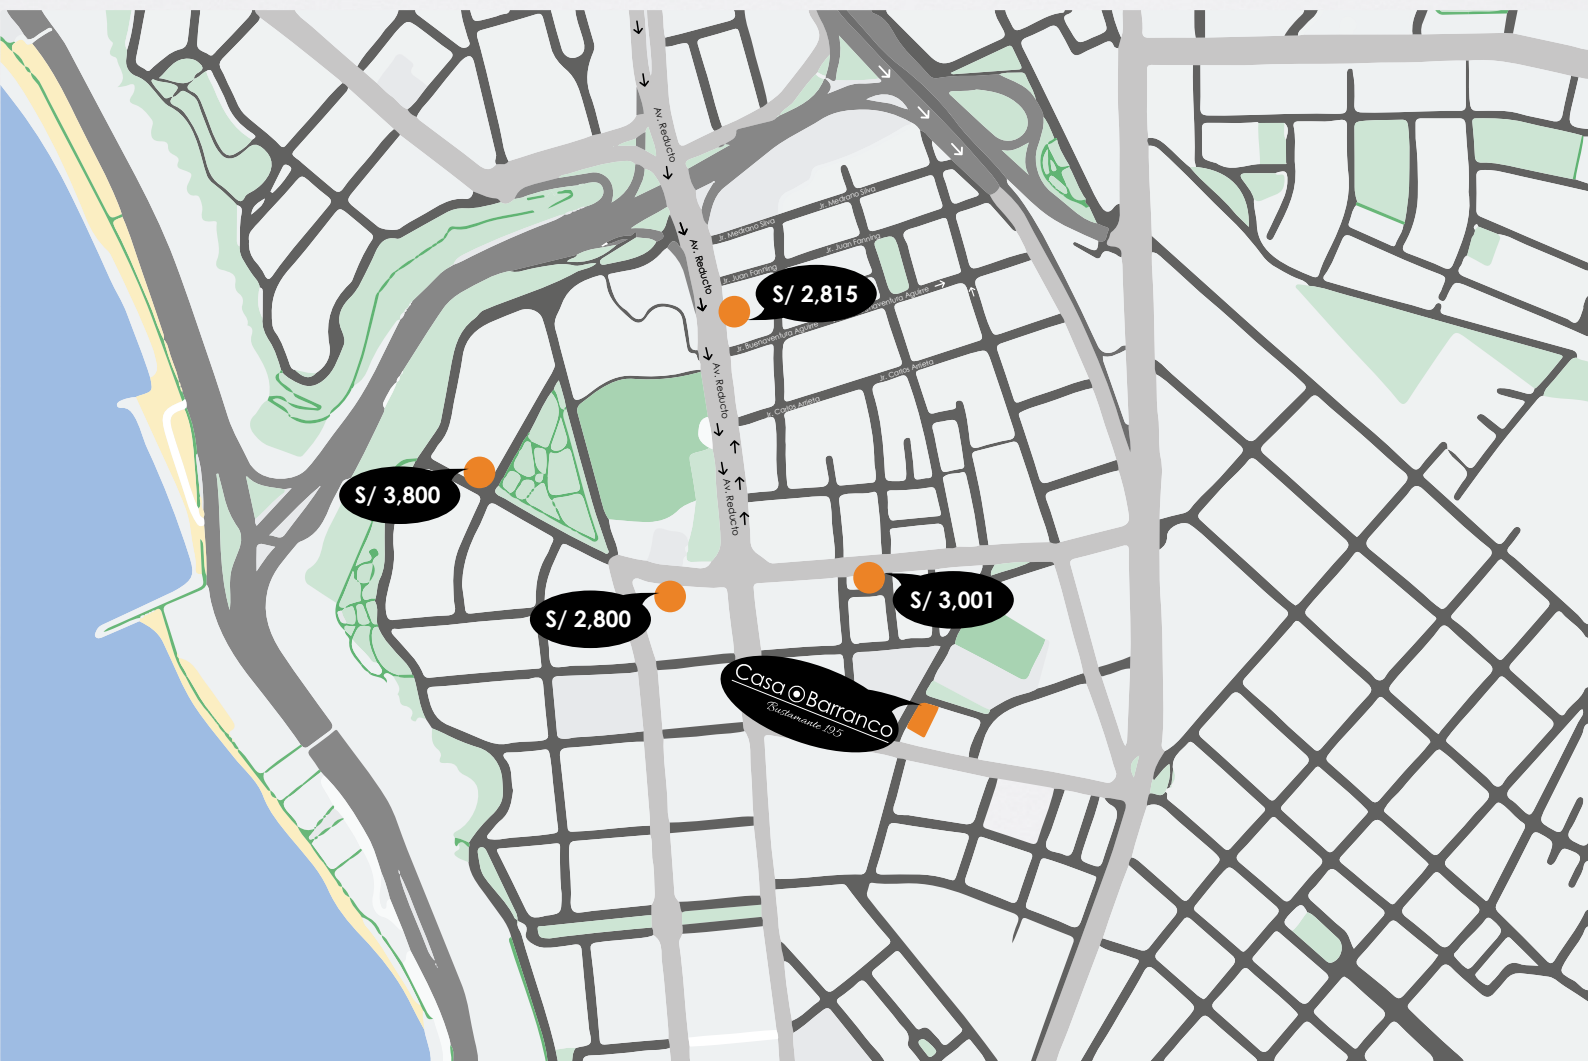 Av. Reducto
Jr. Medrano Silva
Jr. Medrano Silva
Av. Reducto
Jr. Juan Fanning
Jr. Juan Fanning
S/ 2,815
Buenaventura Aguirre
Jr. Buenaventura Aguirre
Av. Reducto
Jr. Carlos Arrieta
Jr. Carlos Arrieta
S/ 3,800
Av. Reducto
S/ 2,800
S/ 3,001
Casa Barranco
Bustamante 195